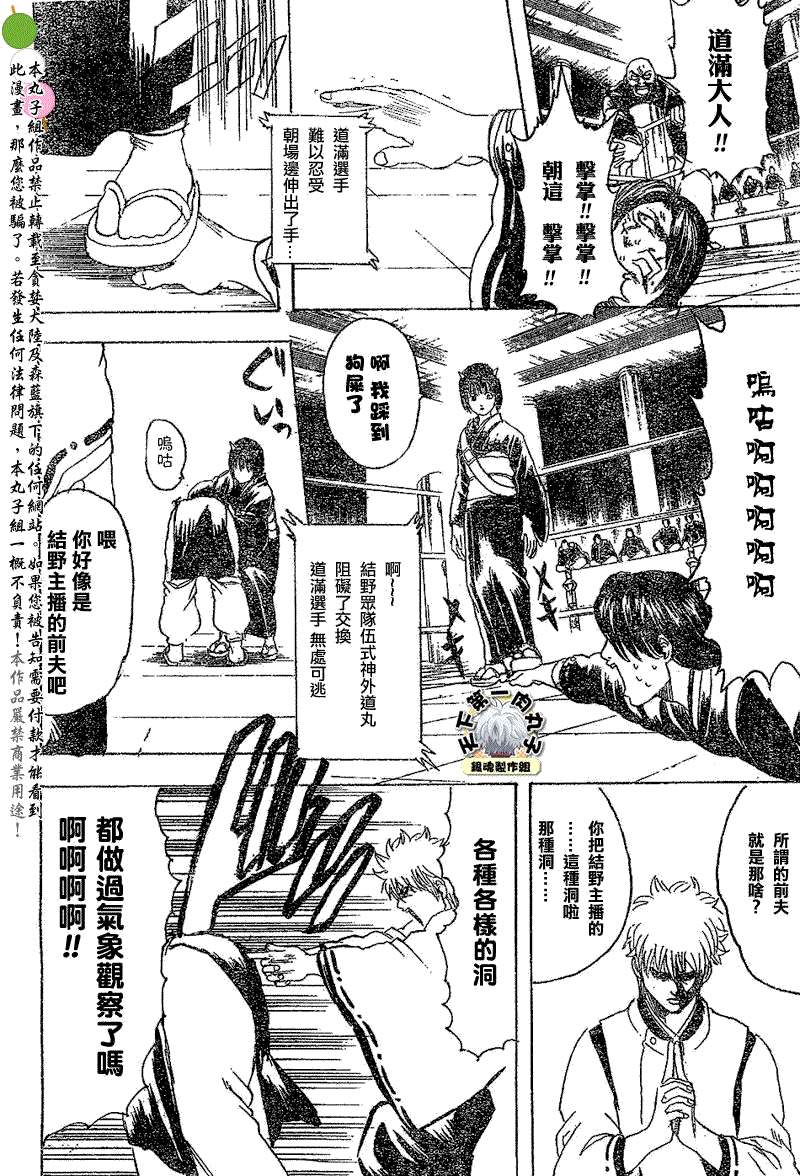 道滿大人!!
擊掌!!擊掌!!
朝這 擊掌!!
道滿選手
難以忍受
朝場邊伸出了手…
嗚咕啊啊啊啊啊
啊 我踩到
狗屎了
啊~~
結野眾隊伍式神外道丸
阻礙了交換
道滿選手 無處可逃
嗚咕
喂
你好像是
結野主播的前夫吧
天下第一四丸子
銀魂製作組
所謂的前夫
就是那啥?
你把結野主播的
……這種洞啦
那種洞……
各種各樣的洞
都做過氣象觀察了嗎
啊啊啊啊!!
本丸子組作品禁止轉載至貪婪大陸及森藍旗下的任何網站。如果您被告知需要付款才能看到
此漫畫,那麼您被騙了。若發生任何法律問題,本丸子組一概不負責!本作品嚴禁商業用途!